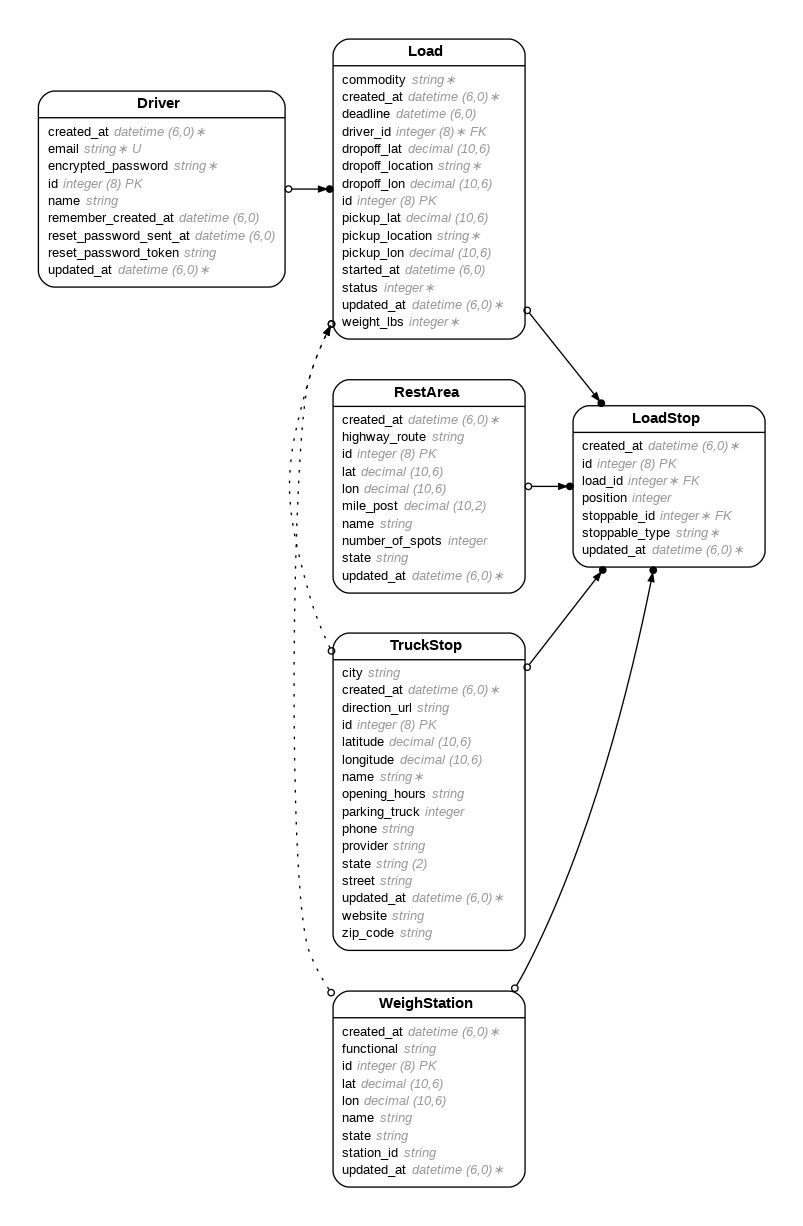 Load
commodity string∗
created_at datetime (6,0)∗
deadline datetime (6,0)
driver_id integer (8)∗ FK
dropoff_lat decimal (10,6)
dropoff_location string∗
dropoff_lon decimal (10,6)
id integer (8) PK
pickup_lat decimal (10,6)
pickup_location string∗
pickup_lon decimal (10,6)
started_at datetime (6,0)
status integer∗
updated_at datetime (6,0)∗
weight_lbs integer∗
Driver
created_at datetime (6,0)∗
email string∗ U
encrypted_password string∗
id integer (8) PK
name string
remember_created_at datetime (6,0)
reset_password_sent_at datetime (6,0)
reset_password_token string
updated_at datetime (6,0)∗
RestArea
created_at datetime (6,0)∗
highway_route string
id integer (8) PK
lat decimal (10,6)
lon decimal (10,6)
mile_post decimal (10,2)
name string
number_of_spots integer
state string
updated_at datetime (6,0)∗
LoadStop
created_at datetime (6,0)∗
id integer (8) PK
load_id integer∗ FK
position integer
stoppable_id integer∗ FK
stoppable_type string∗
updated_at datetime (6,0)∗
TruckStop
city string
created_at datetime (6,0)∗
direction_url string
id integer (8) PK
latitude decimal (10,6)
longitude decimal (10,6)
name string∗
opening_hours string
parking_truck integer
phone string
provider string
state string (2)
street string
updated_at datetime (6,0)∗
website string
zip_code string
WeighStation
created_at datetime (6,0)∗
functional string
id integer (8) PK
lat decimal (10,6)
lon decimal (10,6)
name string
state string
station_id string
updated_at datetime (6,0)∗